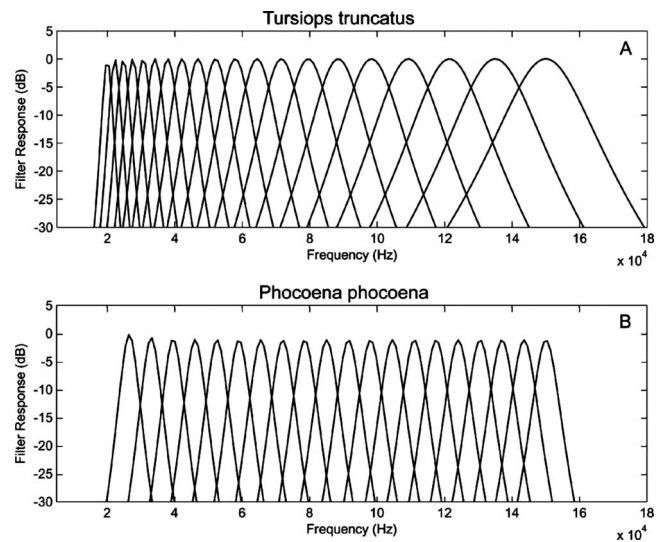 Tursiops truncatus
A
5
0
-5
-10
-15
-20
-25
-30
Filter Response (dB)
2 4 6 8 10 12 14 16 18
Frequency (Hz)
x 10^4
Phocoena phocoena
B
5
0
-5
-10
-15
-20
-25
-30
Filter Response (dB)
2 4 6 8 10 12 14 16 18
Frequency (Hz)
x 10^4